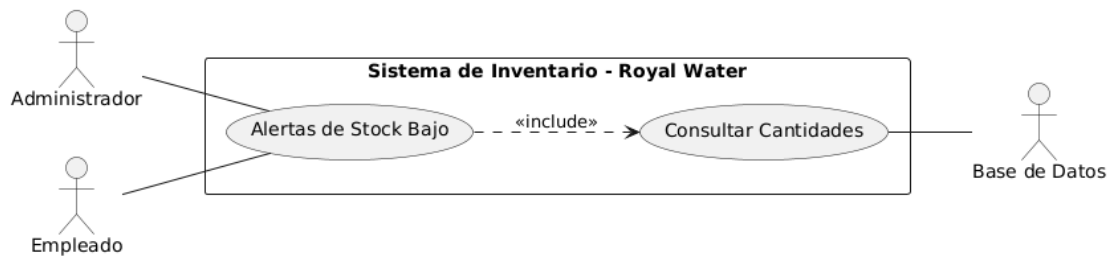 Sistema de Inventario - Royal Water
Administrador
Alertas de Stock Bajo
«include»
Consultar Cantidades
Base de Datos
Empleado